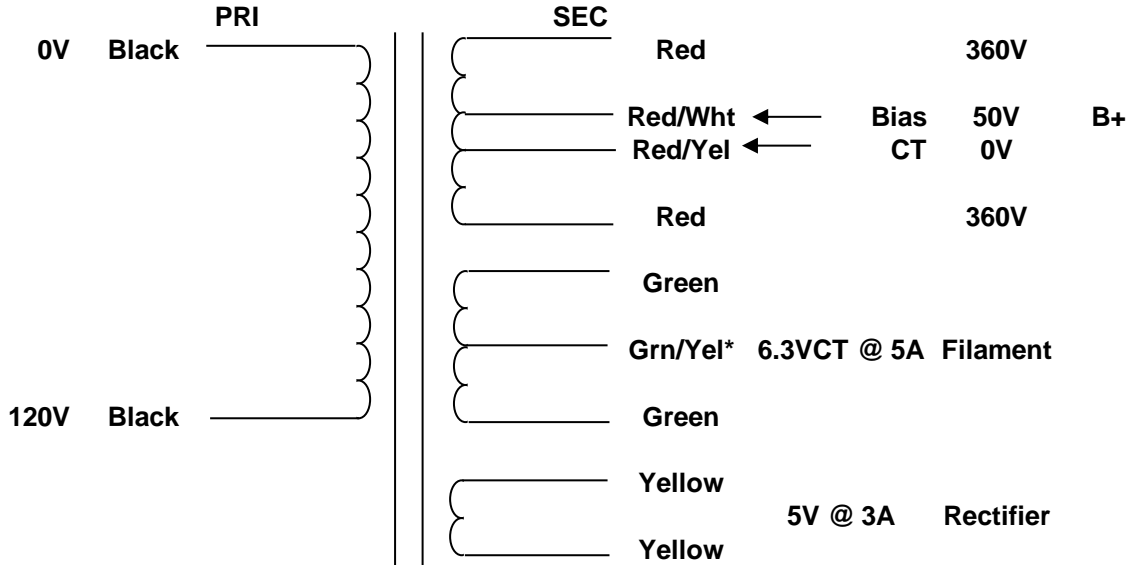 PRI SEC
0V Black Red 360V
Red/Wht Bias 50V B+
Red/Yel CT 0V
Red 360V
Green
Grn/Yel* 6.3VCT @ 5A Filament
120V Black Green
Yellow
5V @ 3A Rectifier
Yellow